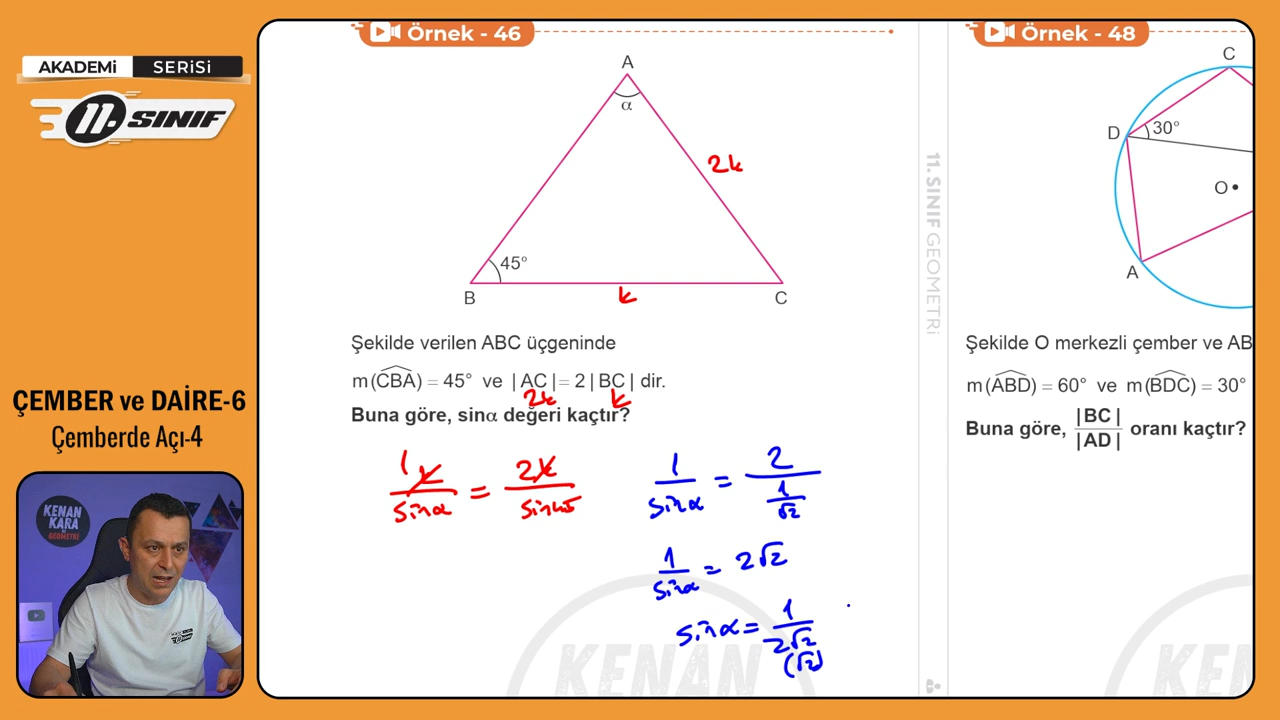 AKADEMİ SERİSİ
11. SINIF
ÇEMBER ve DAİRE-6
Çemberde Açı-4
KENAN
KARA
ile
GEOMETRİ
Örnek - 46
A
α
2k
45°
B
k
C
Şekilde verilen ABC üçgeninde
m(CBA) = 45° ve |AC| = 2|BC| dir.
2k k
Buna göre, sinα değeri kaçtır?
1k/sinα = 2k/sin45
1/sinα = 2/(1/√2)
1/sinα = 2√2
sinα = 1/2√2
(√2)
KENAN
11. SINIF GEOMETRİ
Örnek - 48
C
D
30°
O
A
Şekilde O merkezli çember ve AB
m(ABD) = 60° ve m(BDC) = 30°
Buna göre, |BC|/|AD| oranı kaçtır?
KENAN